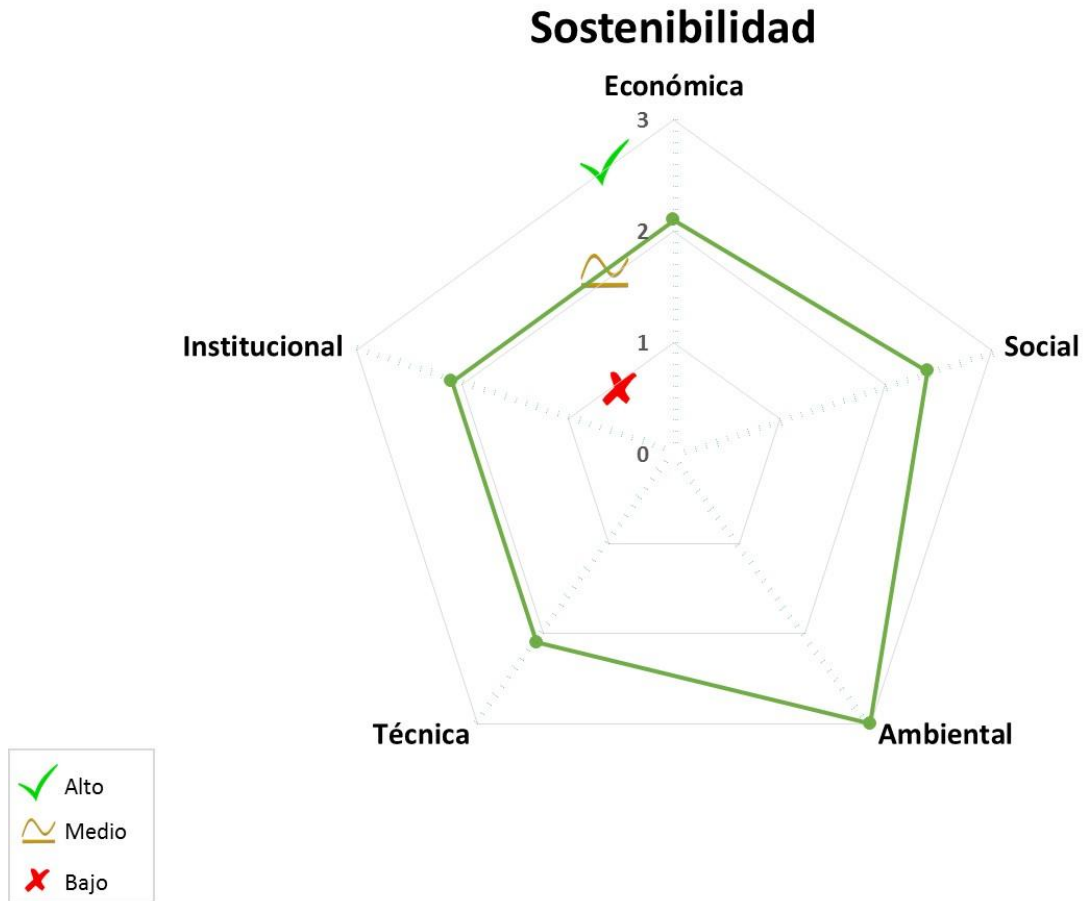 Sostenibilidad
Económica
3
2
1
0
Institucional
Social
Técnica
Ambiental
Alto
Medio
Bajo